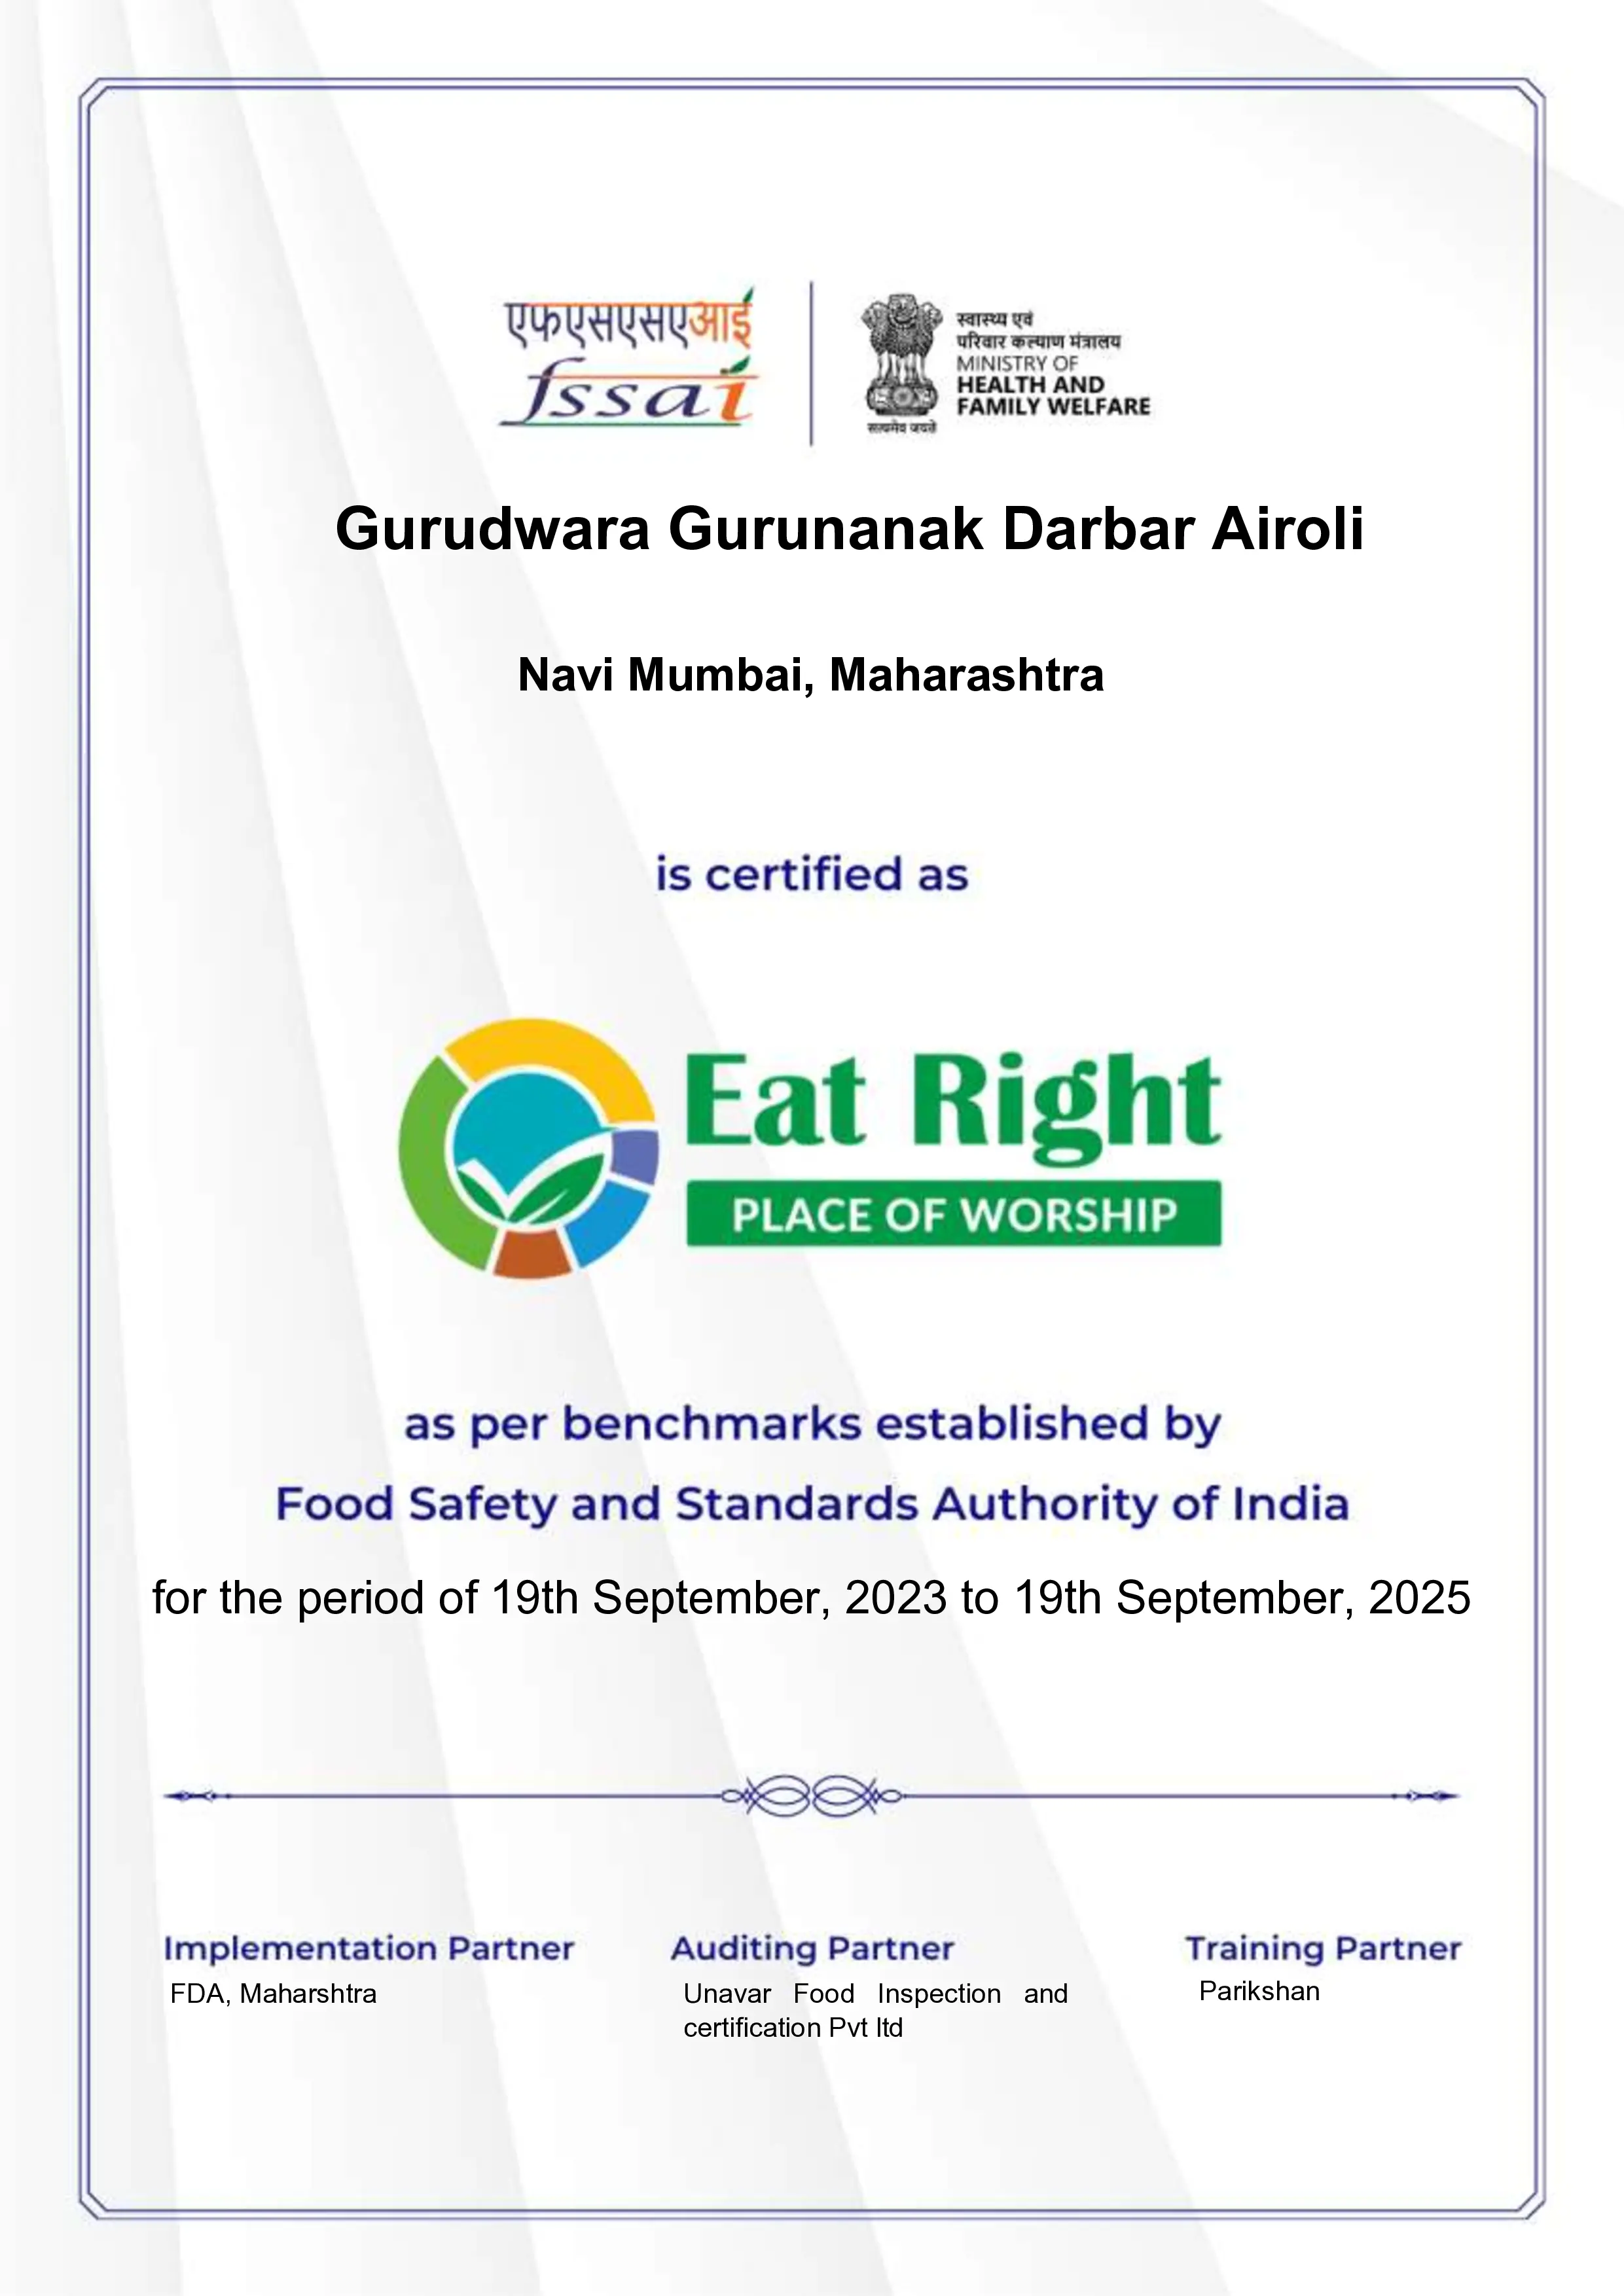 एफएसएसएआई
fssai
स्वास्थ्य एवं
परिवार कल्याण मंत्रालय
MINISTRY OF
HEALTH AND
FAMILY WELFARE
सत्यमेव जयते
Gurudwara Gurunanak Darbar Airoli
Navi Mumbai, Maharashtra
is certified as
Eat Right
PLACE OF WORSHIP
as per benchmarks established by
Food Safety and Standards Authority of India
for the period of 19th September, 2023 to 19th September, 2025
Implementation Partner
FDA, Maharshtra
Auditing Partner
Unavar Food Inspection and
certification Pvt ltd
Training Partner
Parikshan